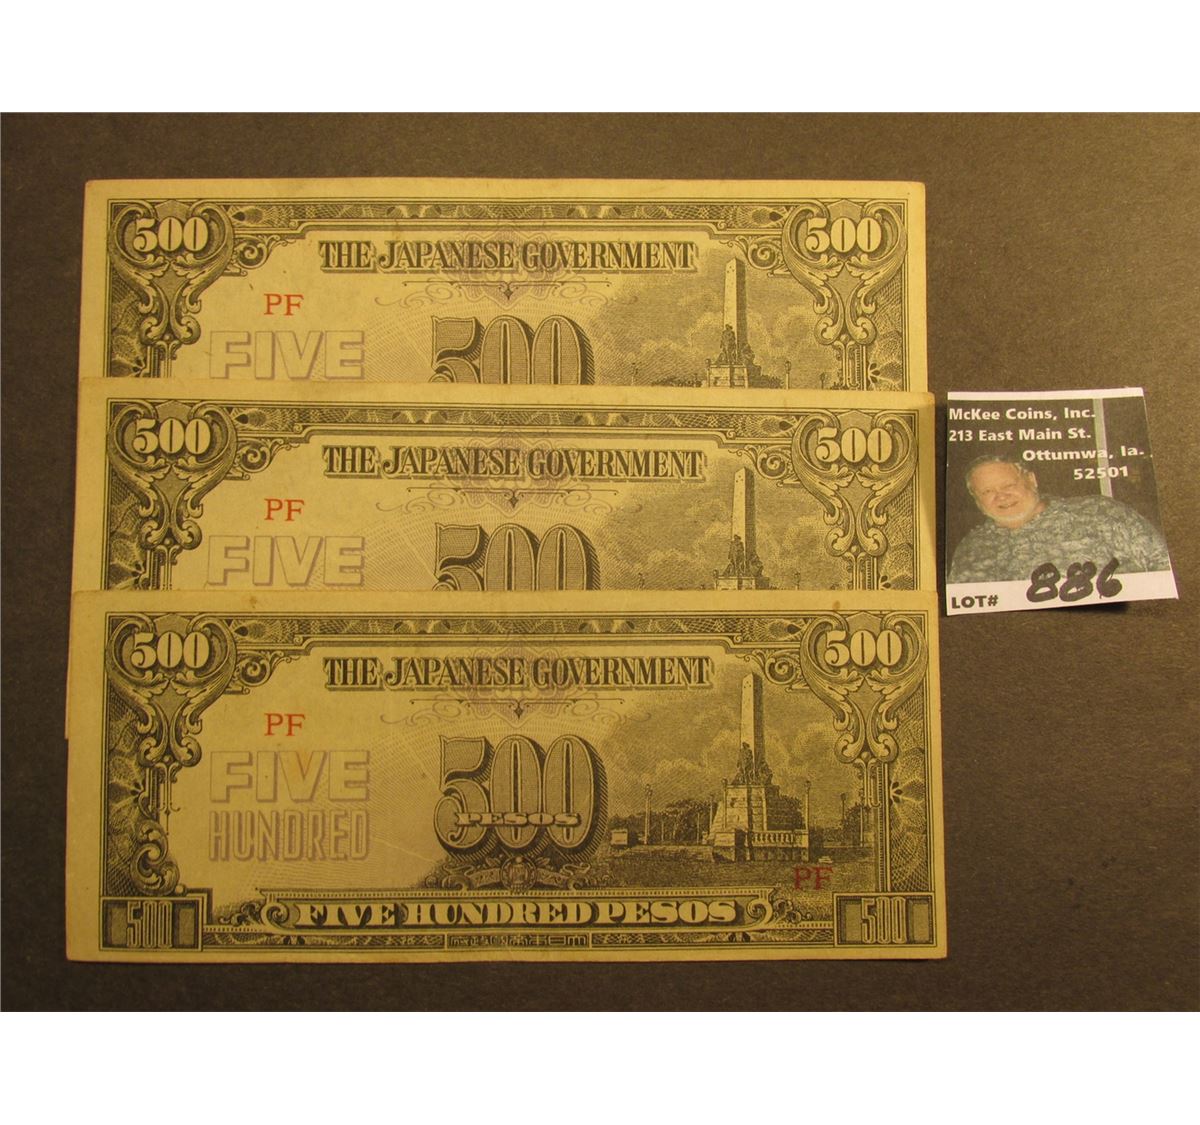 500 500
THE JAPANESE GOVERNMENT
PF
FIVE
500
500 500
THE JAPANESE GOVERNMENT
PF
FIVE
500
500 500
THE JAPANESE GOVERNMENT
PF
FIVE
HUNDRED
500
PESOS
PF
500 FIVE HUNDRED PESOS 500
McKee Coins, Inc.
213 East Main St.
Ottumwa, Ia.
52501
LOT# 886